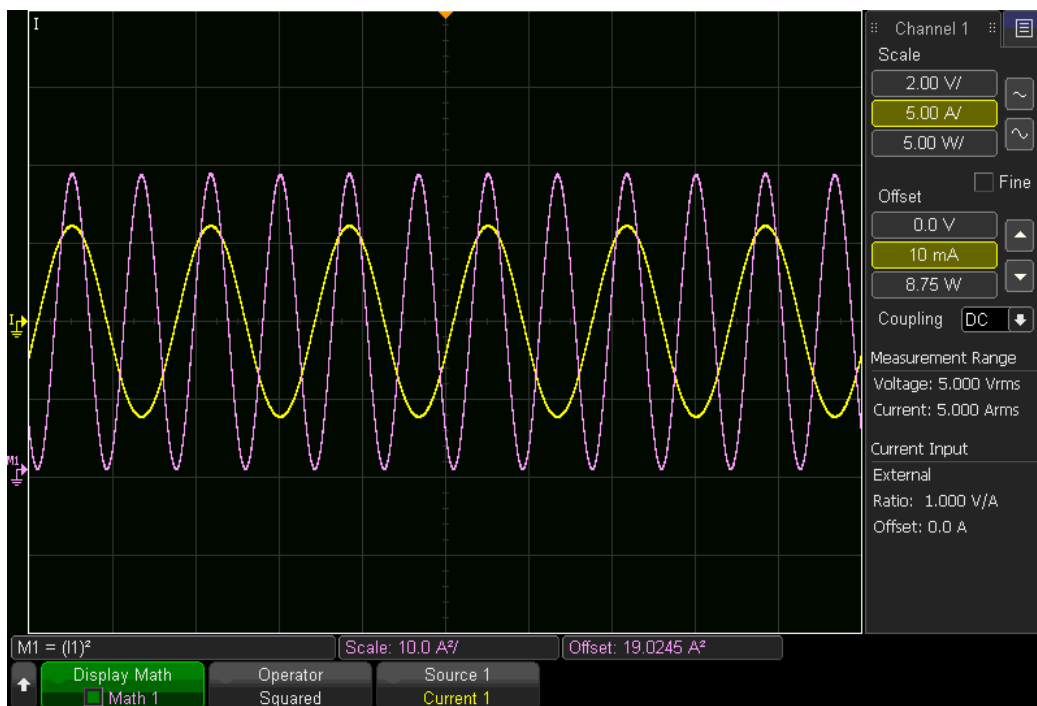 I
Channel 1
Scale
2.00 V/
5.00 A/
5.00 W/
Fine
Offset
0.0 V
10 mA
8.75 W
Coupling DC
Measurement Range
Voltage: 5.000 Vrms
Current: 5.000 Arms
Current Input
External
Ratio: 1.000 V/A
Offset: 0.0 A
I
M1
M1 = (I1)²
Scale: 10.0 A²/
Offset: 19.0245 A²
Display Math
Math 1
Operator
Squared
Source 1
Current 1